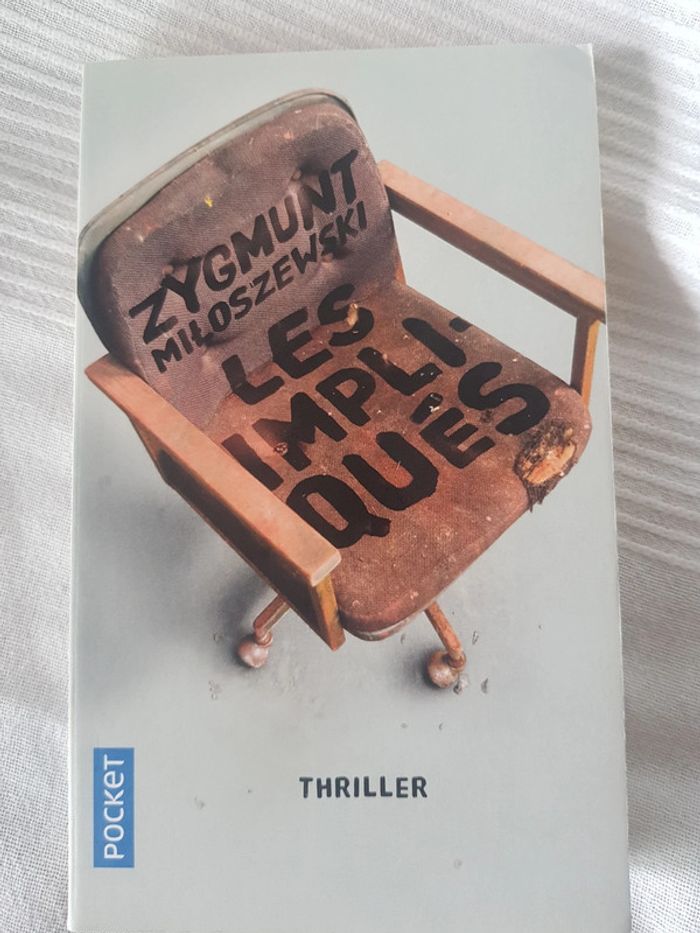 ZYGMUNT
MIŁOSZEWSKI
LES
IMPLI-
QUÉS
THRILLER
POCKET